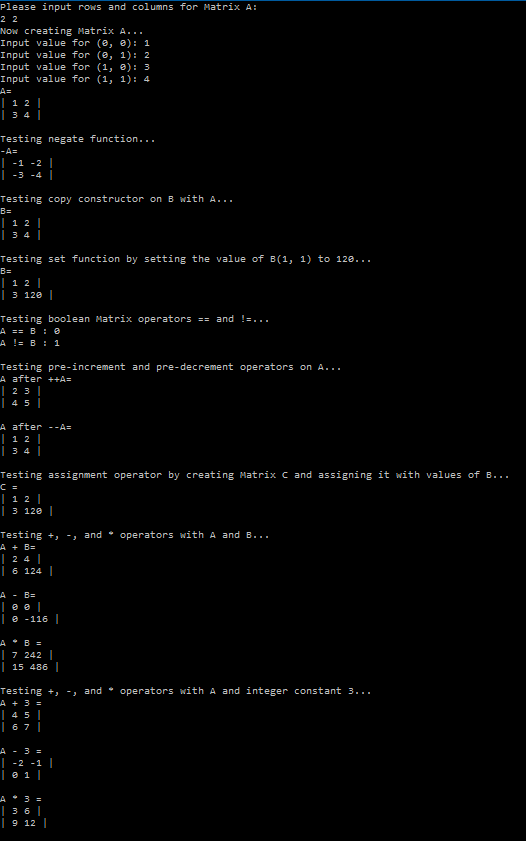 Please input rows and columns for Matrix A:
2 2
Now creating Matrix A...
Input value for (0, 0): 1
Input value for (0, 1): 2
Input value for (1, 0): 3
Input value for (1, 1): 4
A=
| 1 2 |
| 3 4 |
Testing negate function...
-A=
| -1 -2 |
| -3 -4 |
Testing copy constructor on B with A...
B=
| 1 2 |
| 3 4 |
Testing set function by setting the value of B(1, 1) to 120...
B=
| 1 2 |
| 3 120 |
Testing boolean Matrix operators == and !=...
A == B : 0
A != B : 1
Testing pre-increment and pre-decrement operators on A...
A after ++A=
| 2 3 |
| 4 5 |
A after --A=
| 1 2 |
| 3 4 |
Testing assignment operator by creating Matrix C and assigning it with values of B...
C =
| 1 2 |
| 3 120 |
Testing +, -, and * operators with A and B...
A + B=
| 2 4 |
| 6 124 |
A - B=
| 0 0 |
| 0 -116 |
A * B =
| 7 242 |
| 15 486 |
Testing +, -, and * operators with A and integer constant 3...
A + 3 =
| 4 5 |
| 6 7 |
A - 3 =
| -2 -1 |
| 0 1 |
A * 3 =
| 3 6 |
| 9 12 |